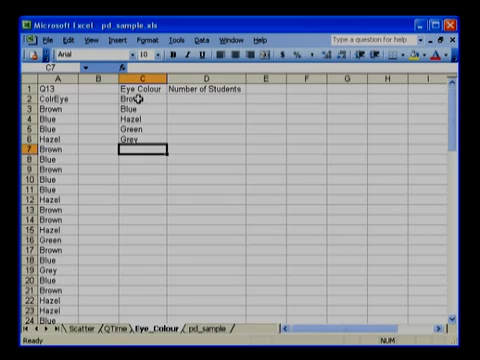 Microsoft Excel - pd_sample.xls
File Edit View Insert Format Tools Data Window Help Type a question for help
Arial 10 B I U $ %
C7 fx
A B C D E F G H I
1 Q13 Eye Colour Number of Students
2 ColrEye Brown
3 Brown Blue
4 Blue Hazel
5 Blue Green
6 Hazel Grey
7 Brown
8 Blue
9 Brown
10 Blue
11 Blue
12 Hazel
13 Brown
14 Brown
15 Hazel
16 Green
17 Brown
18 Blue
19 Grey
20 Blue
21 Brown
22 Hazel
23 Hazel
24 Blue
Scatter QTime Eye_Colour pd_sample
Ready NUM